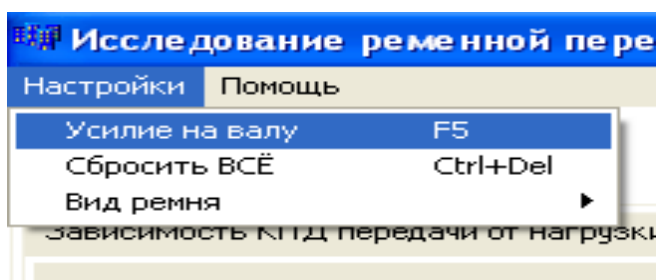 Исследование ременной пере
Настройки Помощь
Усилие на валу F5
Сбросить ВСЁ Ctrl+Del
Вид ремня
Зависимость КПД передачи от нагрузки